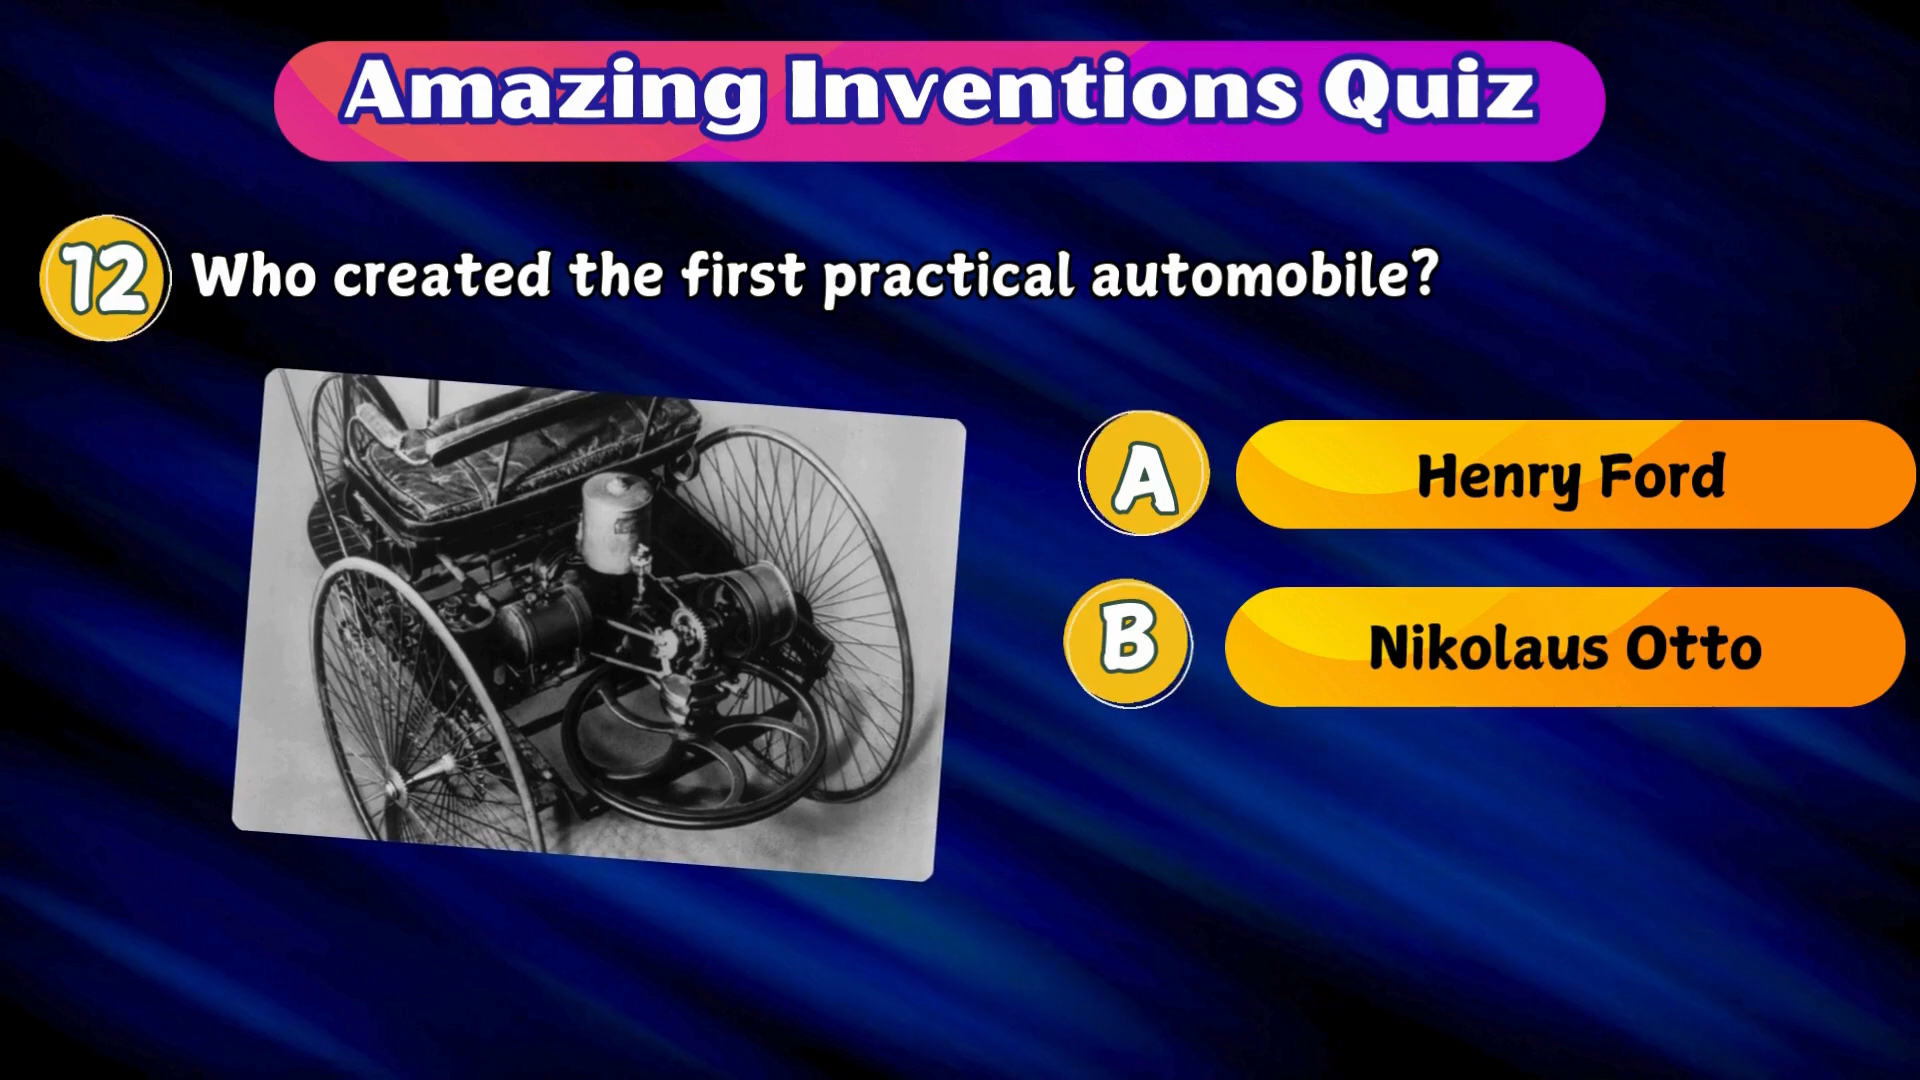 Amazing Inventions Quiz
12 Who created the first practical automobile?
A Henry Ford
B Nikolaus Otto